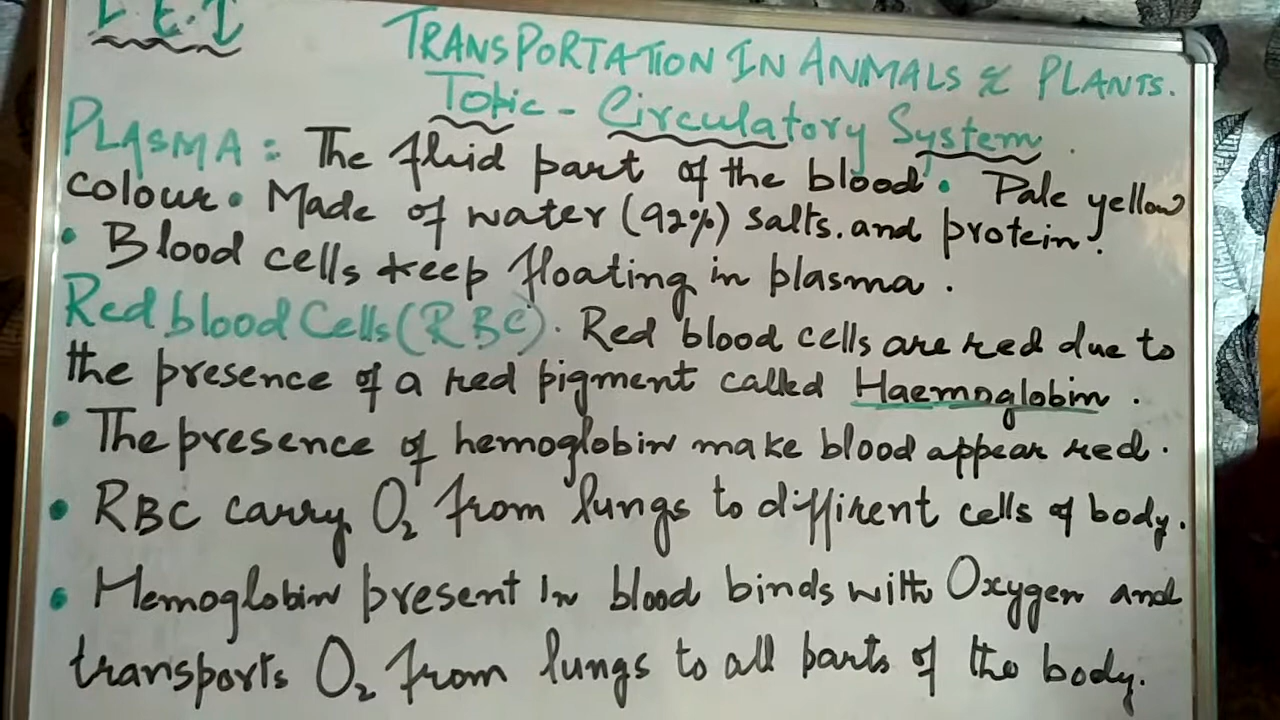 TRANSPORTATION IN ANIMALS & PLANTS.
Topic - Circulatory System
PLASMA : The fluid part of the blood. Pale yellow
colour. Made of water (92%) salts. and protein.
• Blood cells keep floating in plasma.
Red blood Cells (RBC). Red blood cells are red due to
the presence of a red pigment called Haemoglobin.
• The presence of hemoglobin make blood appear red.
• RBC carry O₂ from lungs to diffirent cells of body.
• Hemoglobin present In blood binds with Oxygen and
transports O₂ from lungs to all parts of the body.